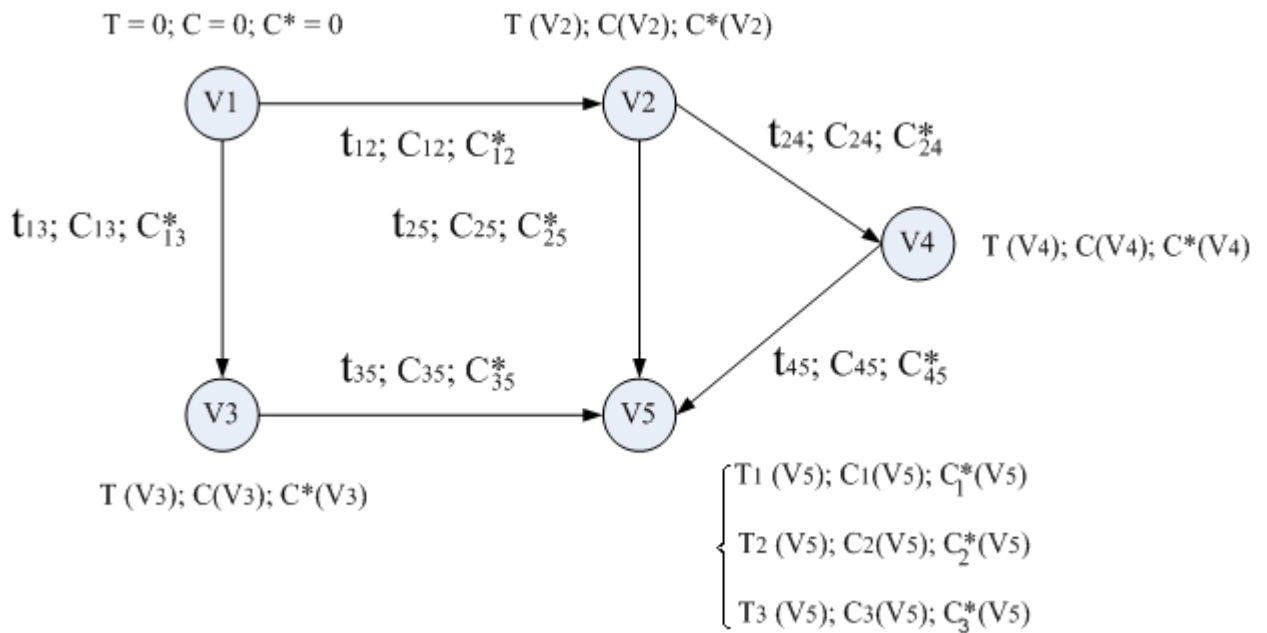 T = 0; C = 0; C* = 0
T (V2); C(V2); C*(V2)
V1
V2
t12; C12; C*12
t24; C24; C*24
t13; C13; C*13
t25; C25; C*25
V4
T (V4); C(V4); C*(V4)
t35; C35; C*35
t45; C45; C*45
V3
V5
T (V3); C(V3); C*(V3)
T1 (V5); C1(V5); C*1(V5)
T2 (V5); C2(V5); C*2(V5)
T3 (V5); C3(V5); C*3(V5)